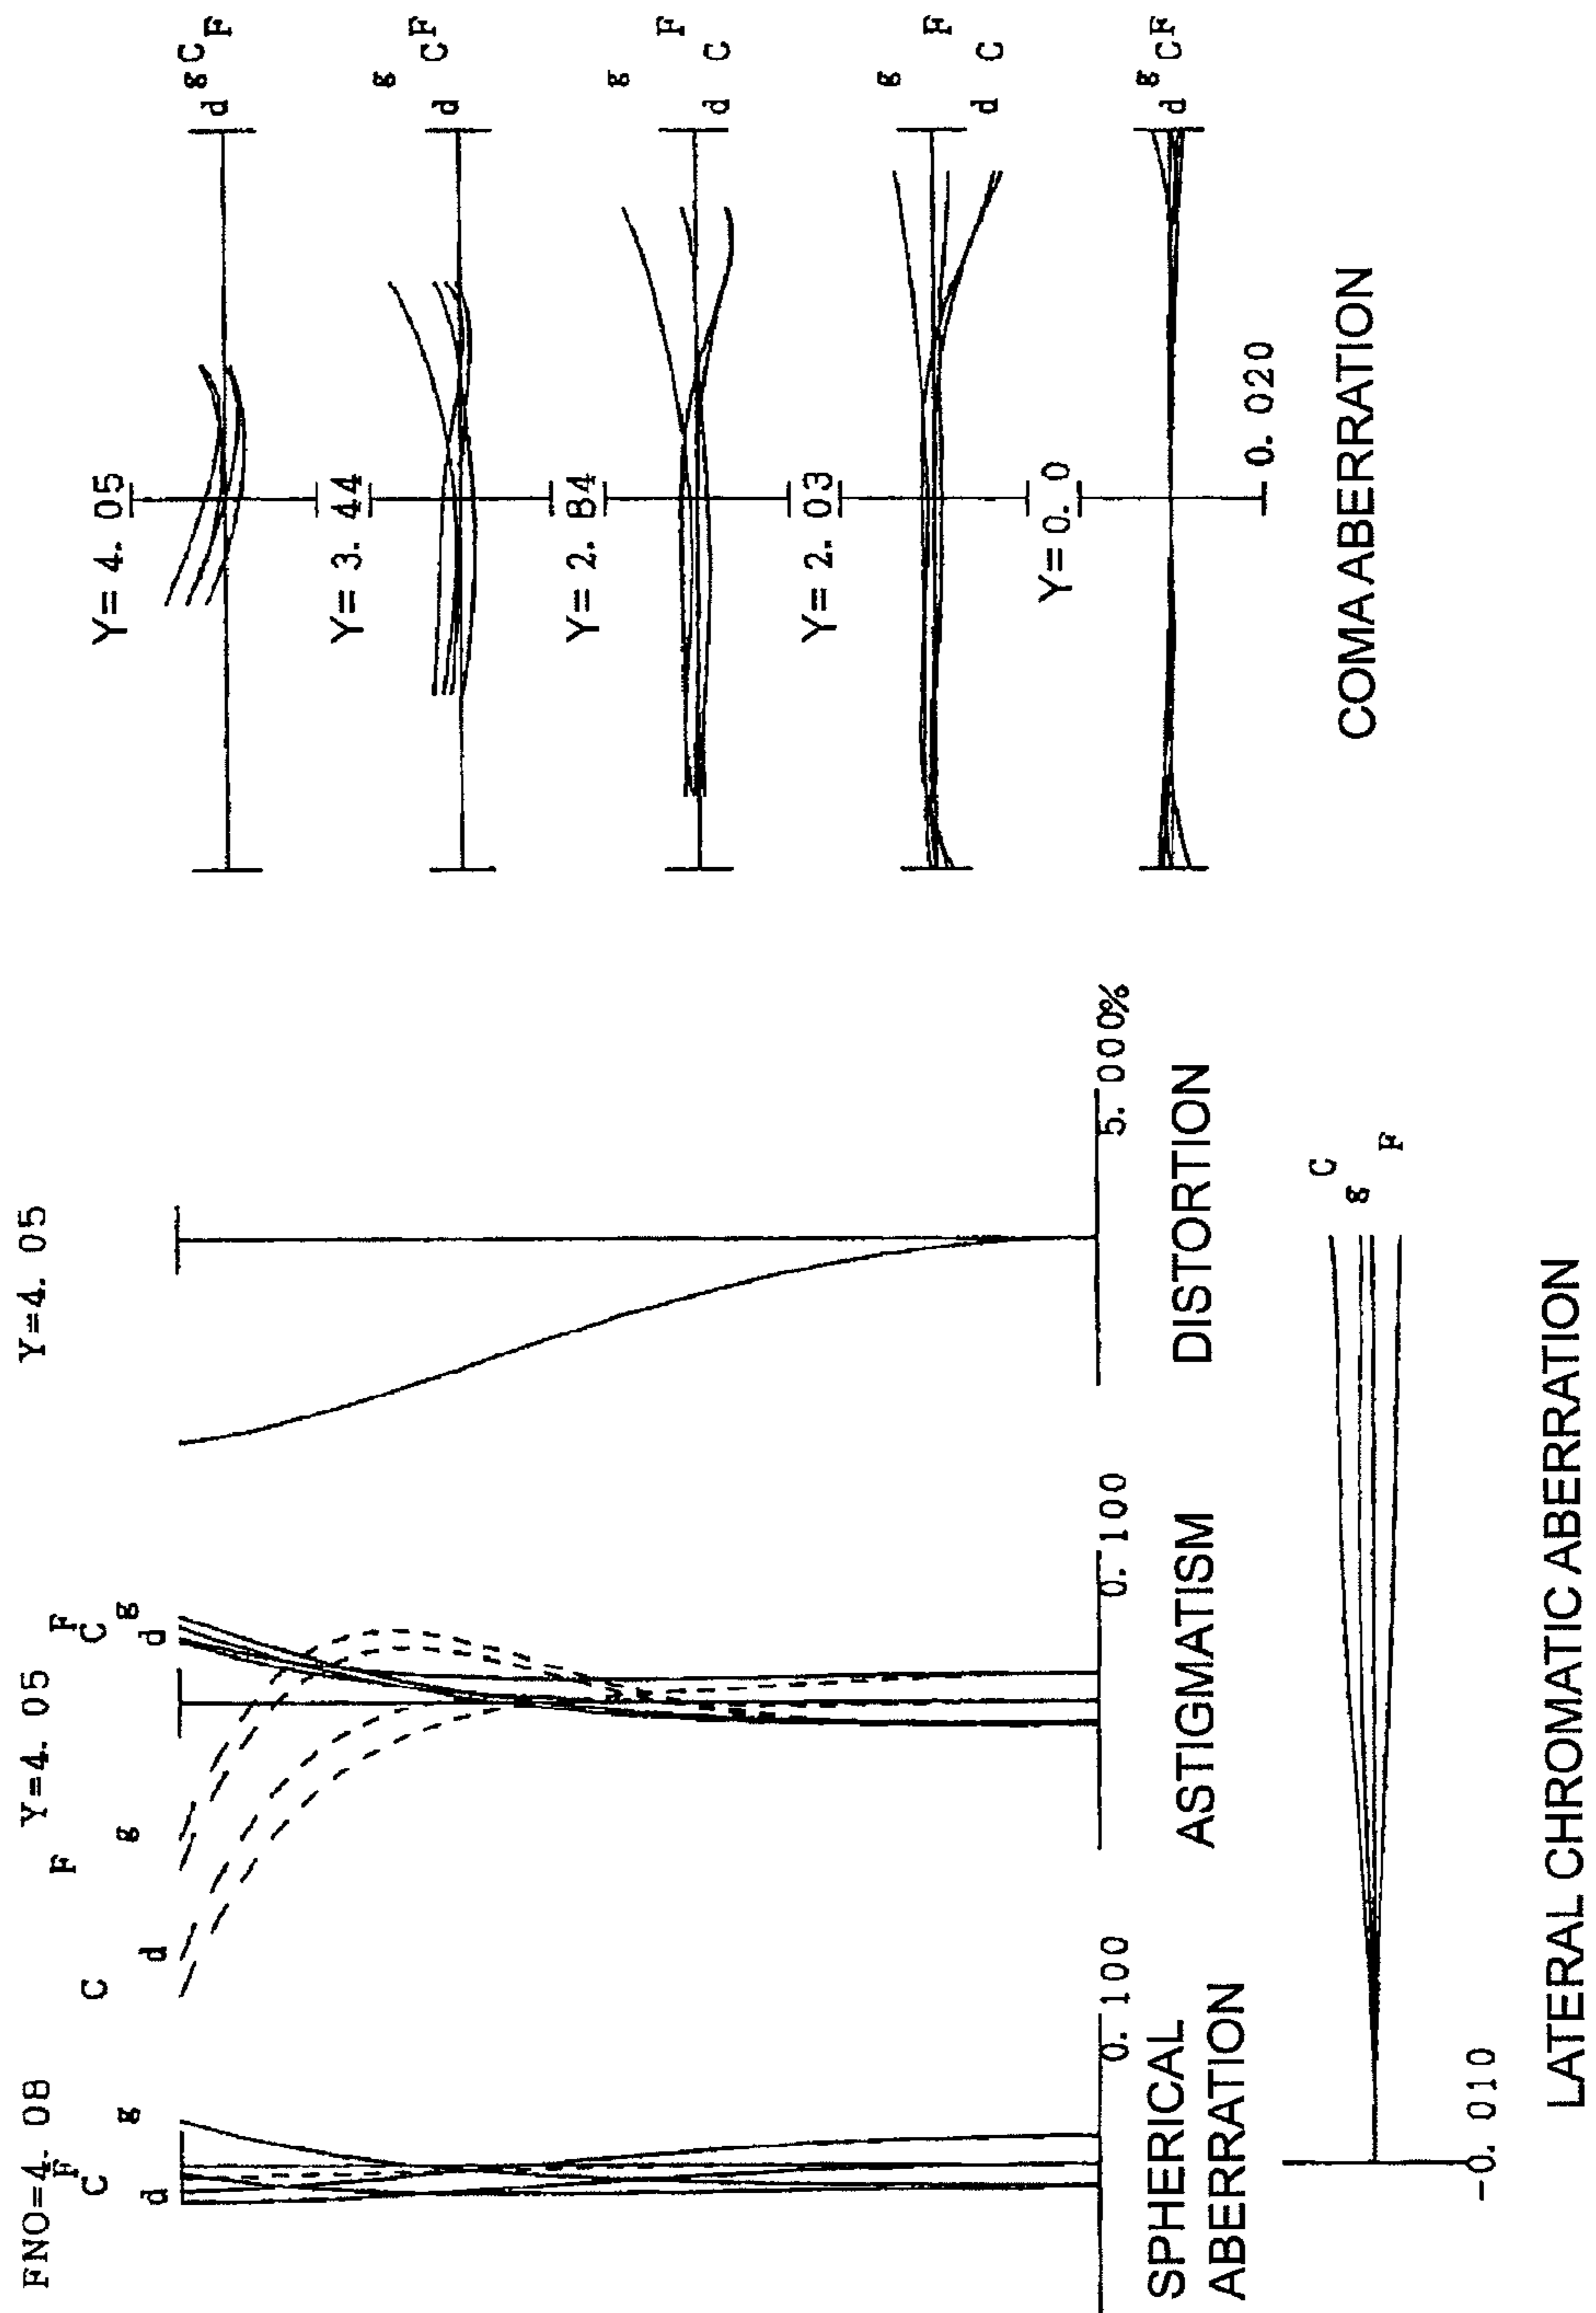 FNO=4. 08
F
C
g
d
0. 100
SPHERICAL
ABERRATION
Y=4. 05
F
C
g
d
F
C
g
d
0. 100
ASTIGMATISM
Y=4. 05
5. 000%
DISTORTION
Y= 4. 05
g
C
F
d
Y= 3. 44
g
C
F
d
Y= 2. 84
g
F
d
C
Y= 2. 03
g
F
d
C
Y= 0. 0
g
C
F
d
0. 020
COMA ABERRATION
C
g
F
-0. 010
LATERAL CHROMATIC ABERRATION